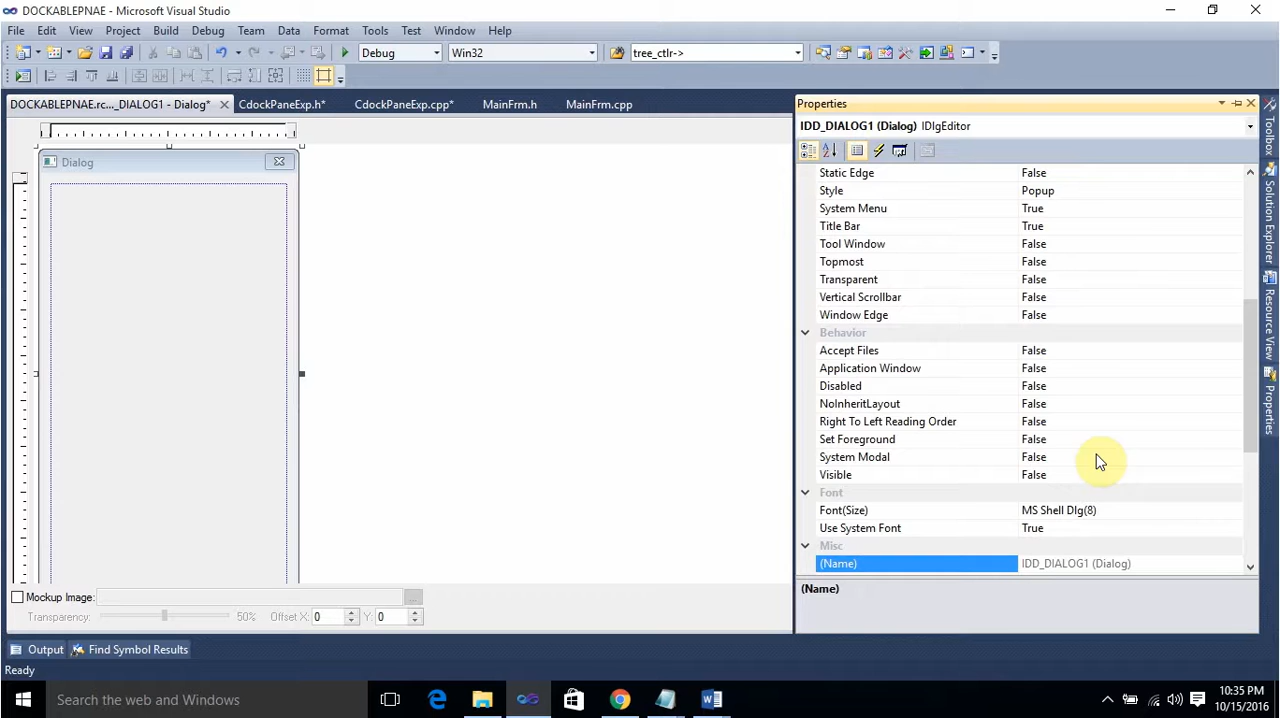 DOCKABLEPNAE - Microsoft Visual Studio
File Edit View Project Build Debug Team Data Format Tools Test Window Help
Debug Win32 tree_ctlr->
DOCKABLEPNAE.rc..._DIALOG1 - Dialog* CdockPaneExp.h* CdockPaneExp.cpp* MainFrm.h MainFrm.cpp
Dialog
Mockup Image: ...
Transparency: 50% Offset X: 0 Y: 0
Properties
IDD_DIALOG1 (Dialog) IDlgEditor
Static Edge False
Style Popup
System Menu True
Title Bar True
Tool Window False
Topmost False
Transparent False
Vertical Scrollbar False
Window Edge False
Behavior
Accept Files False
Application Window False
Disabled False
NoInheritLayout False
Right To Left Reading Order False
Set Foreground False
System Modal False
Visible False
Font
Font(Size) MS Shell Dlg(8)
Use System Font True
Misc
(Name) IDD_DIALOG1 (Dialog)
(Name)
Toolbox
Solution Explorer
Resource View
Properties
Output Find Symbol Results
Ready
Search the web and Windows
10:35 PM
10/15/2016